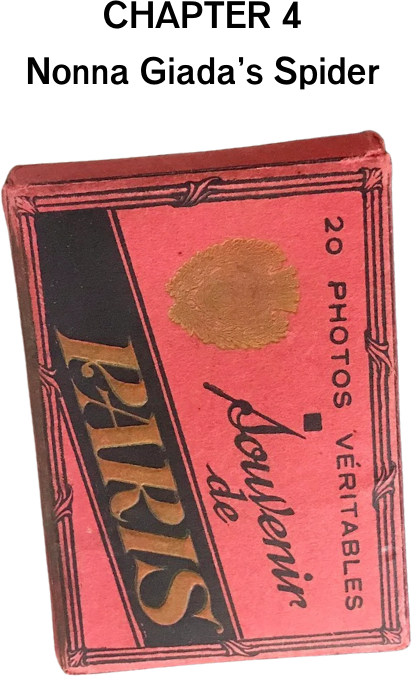 CHAPTER 4
Nonna Giada's Spider
20 PHOTOS VÉRITABLES
Souvenir
de
PARIS